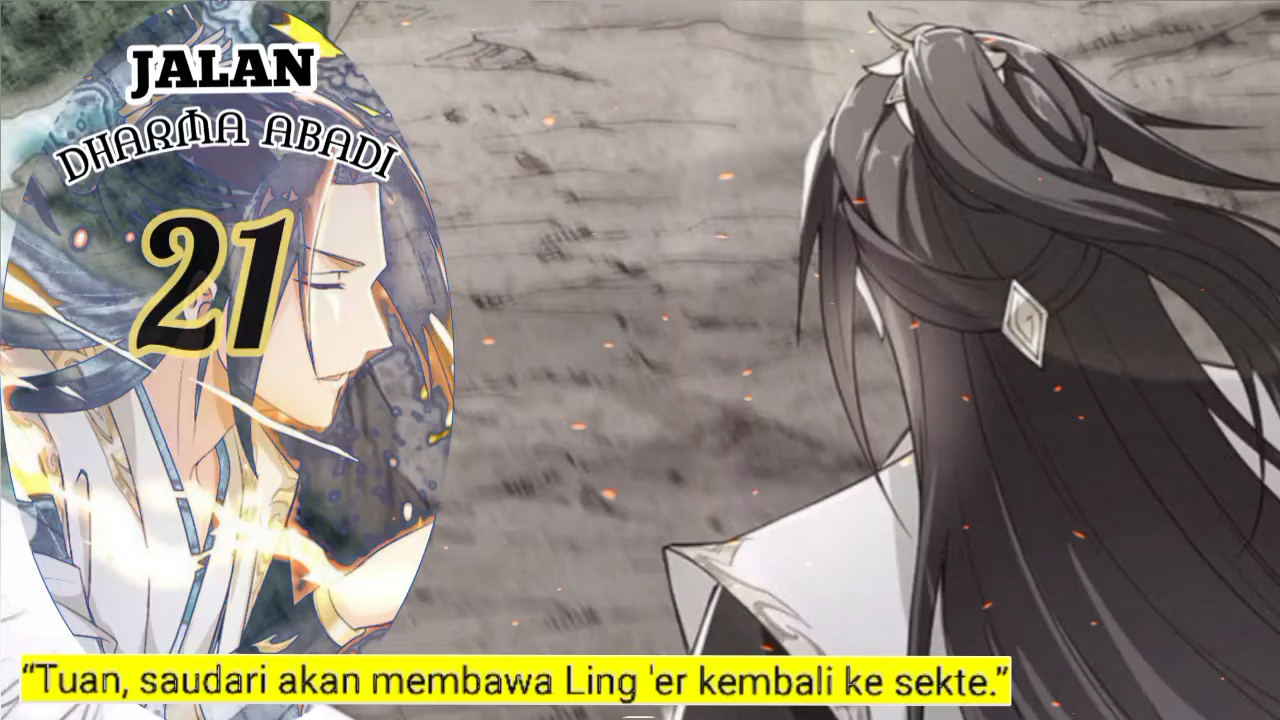 JALAN
DHARMA ABADI
21
“Tuan, saudari akan membawa Ling 'er kembali ke sekte.”